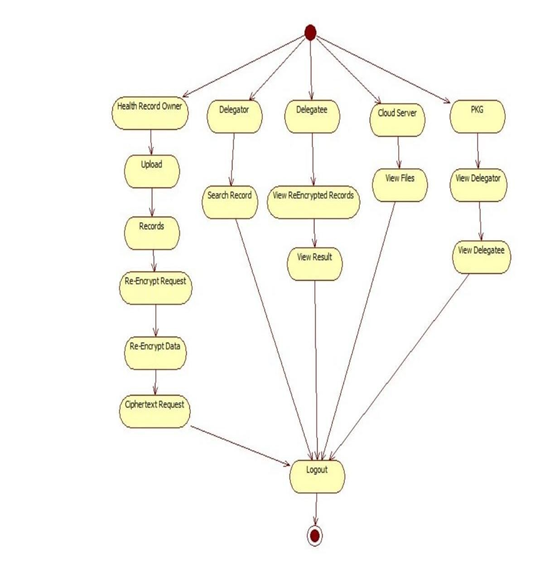 Health Record Owner
Delegator
Delegatee
Cloud Server
PKG
Upload
Search Record
View ReEncrypted Records
View Files
View Delegator
Records
View Result
View Delegatee
Re-Encrypt Request
Re-Encrypt Data
Ciphertext Request
Logout